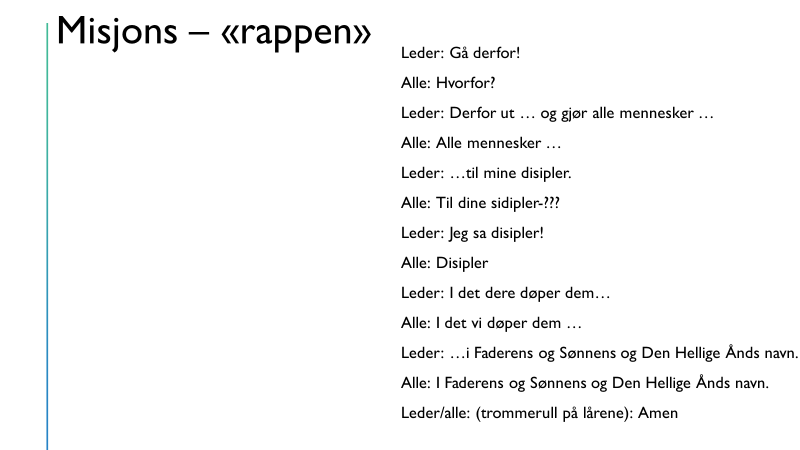 Misjons – «rappen»
Leder: Gå derfor!
Alle: Hvorfor?
Leder: Derfor ut … og gjør alle mennesker …
Alle: Alle mennesker …
Leder: …til mine disipler.
Alle: Til dine sidipler-???
Leder: Jeg sa disipler!
Alle: Disipler
Leder: I det dere døper dem…
Alle: I det vi døper dem …
Leder: …i Faderens og Sønnens og Den Hellige Ånds navn.
Alle: I Faderens og Sønnens og Den Hellige Ånds navn.
Leder/alle: (trommerull på lårene): Amen